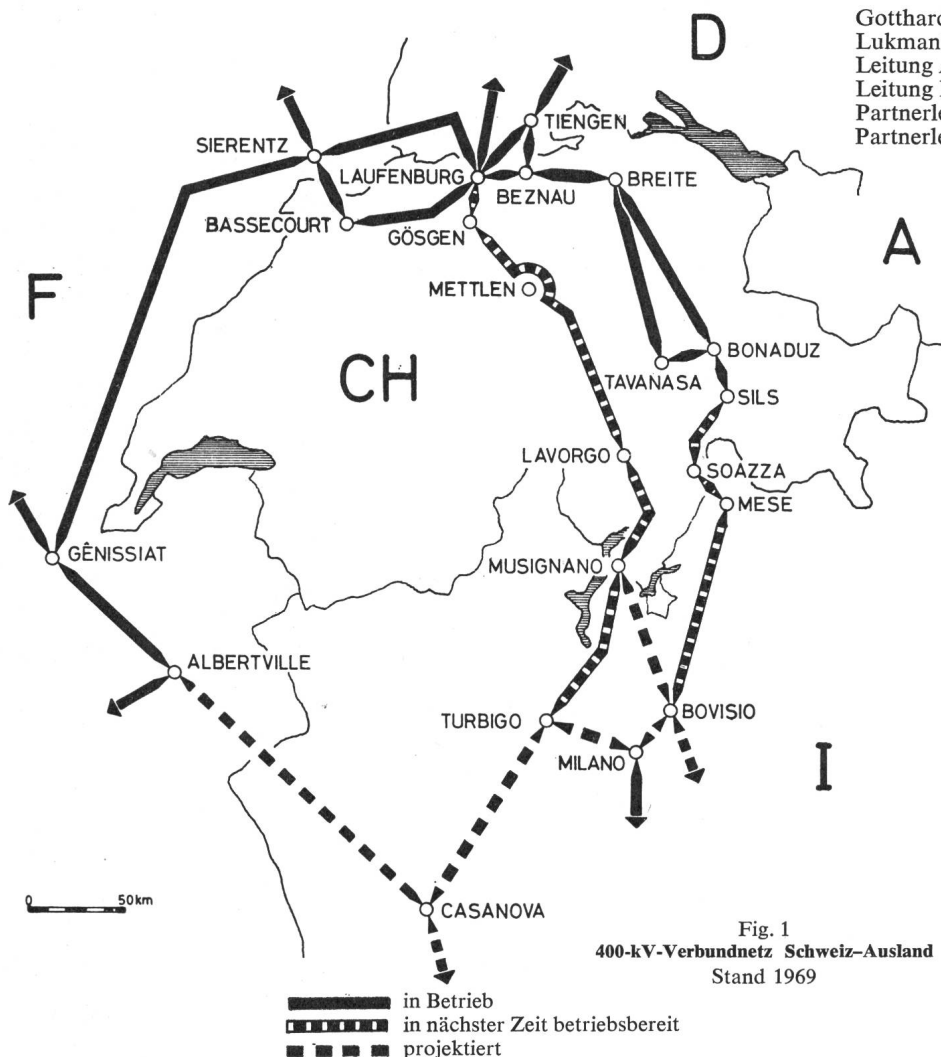 D
Gotthard
Lukman
Leitung
Leitung
Partnerle
Partnerle
TIENGEN
SIERENTZ
LAUFENBURG
BEZNAU
BREITE
BASSECOURT
GÖSGEN
A
F
METTLEN
CH
BONADUZ
TAVANASA
SILS
LAVORGO
SOAZZA
MESE
GÊNISSIAT
MUSIGNANO
ALBERTVILLE
TURBIGO
BOVISIO
MILANO
I
0 50km
CASANOVA
Fig. 1
400-kV-Verbundnetz Schweiz–Ausland
Stand 1969
in Betrieb
in nächster Zeit betriebsbereit
projektiert